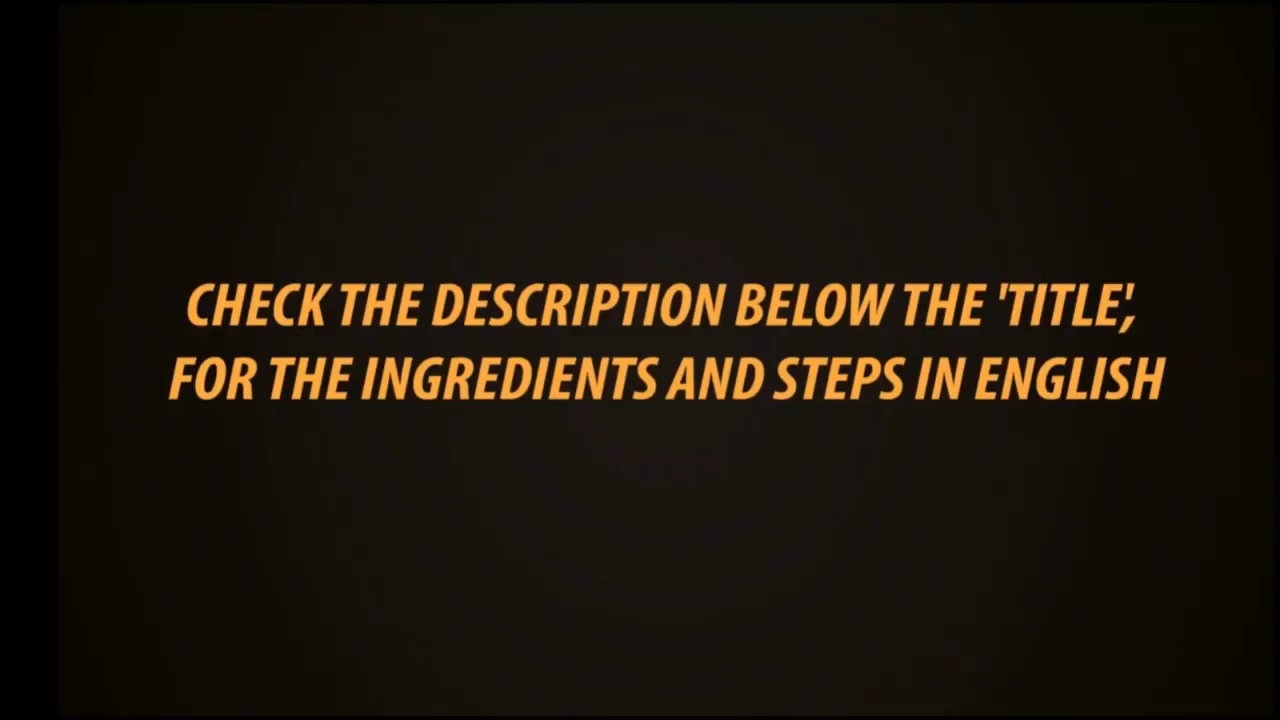 CHECK THE DESCRIPTION BELOW THE 'TITLE',
FOR THE INGREDIENTS AND STEPS IN ENGLISH